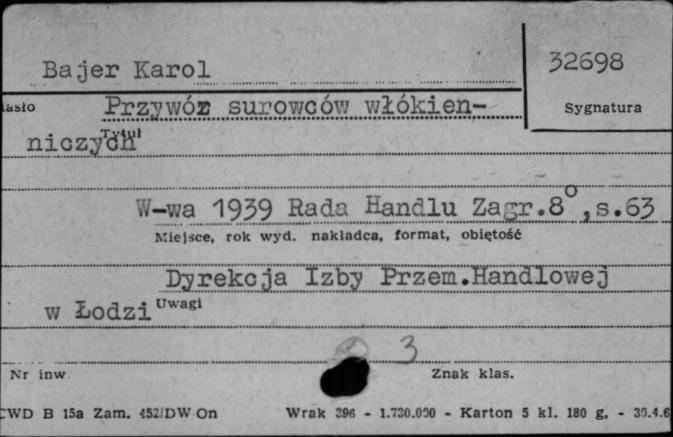 Bajer Karol
32698
Hasło
Przywóz surowców włókien-
Sygnatura
niczych
Tytuł
W-wa 1939 Rada Handlu Zagr.8°,s.63
Miejsce, rok wyd. nakładca, format, objętość
Dyrekcja Izby Przem.Handlowej
w Łodzi
Uwagi
3
Nr inw.
Znak klas.
CWD B 15a Zam. 452/DW On Wrak 396 - 1.730.000 - Karton 5 kl. 180 g, - 30.4.6